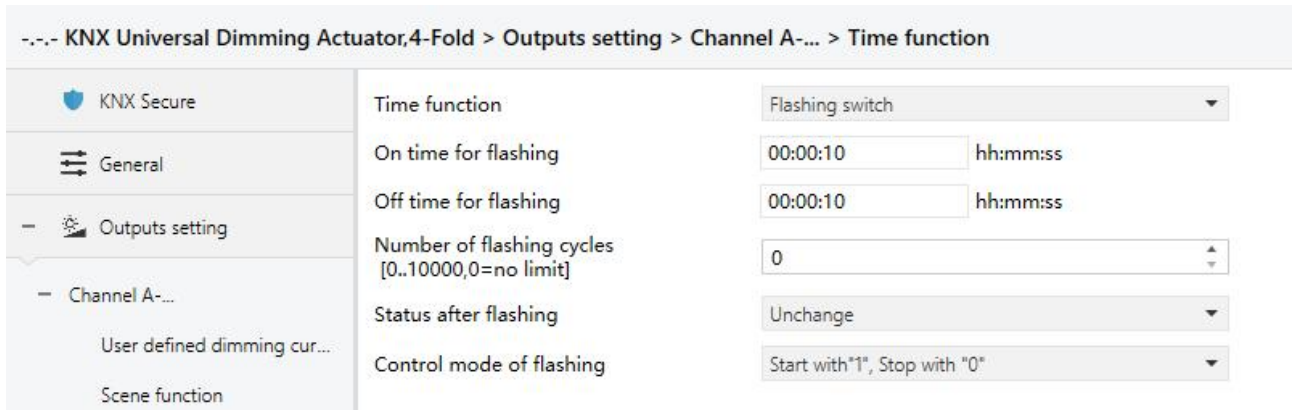 -.-.- KNX Universal Dimming Actuator,4-Fold > Outputs setting > Channel A-... > Time function
KNX Secure
General
Outputs setting
Channel A-...
User defined dimming cur...
Scene function
Time function
Flashing switch
On time for flashing
00:00:10 hh:mm:ss
Off time for flashing
00:00:10 hh:mm:ss
Number of flashing cycles
[0..10000,0=no limit]
0
Status after flashing
Unchange
Control mode of flashing
Start with"1", Stop with "0"